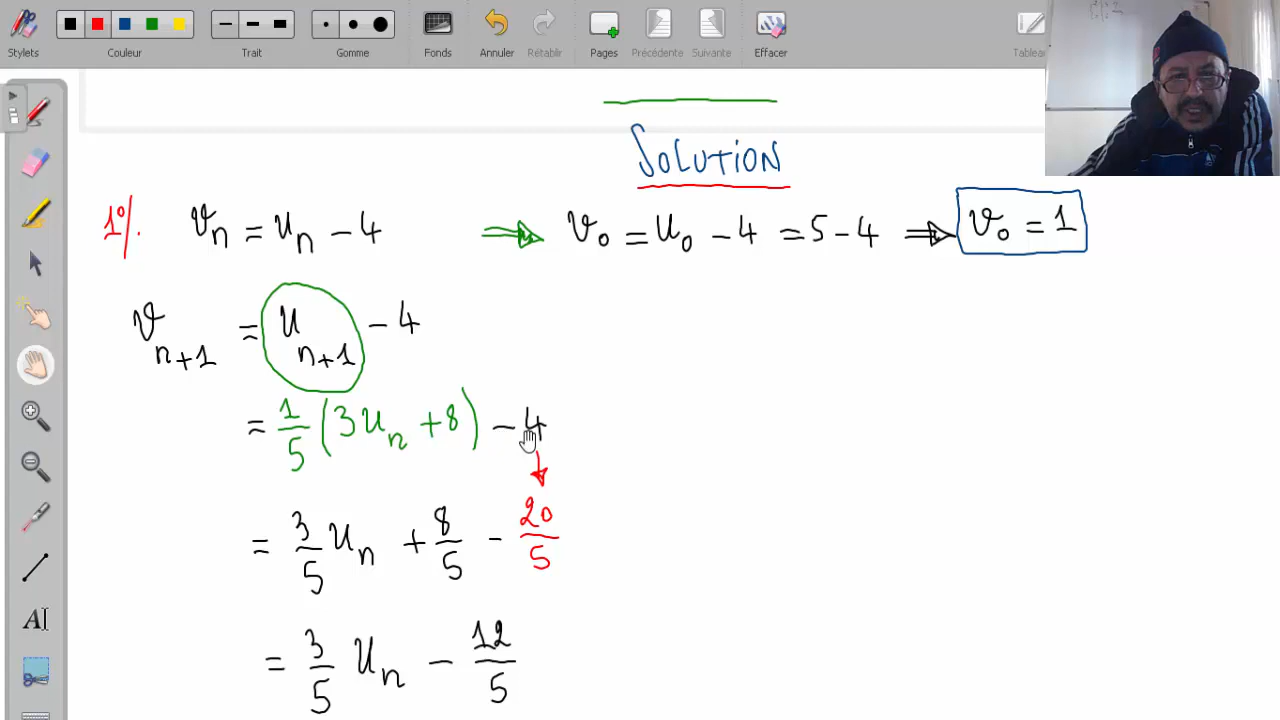 Stylets Couleur Trait Gomme Fonds Annuler Rétablir Pages Précédente Suivante Effacer Tableau
SOLUTION
1°/. vₙ = uₙ − 4 ⇒ v₀ = u₀ − 4 = 5 − 4 ⇒ v₀ = 1
vₙ₊₁ = uₙ₊₁ − 4
= 1/5 (3uₙ + 8) − 4
= 3/5 uₙ + 8/5 − 20/5
= 3/5 uₙ − 12/5
AI